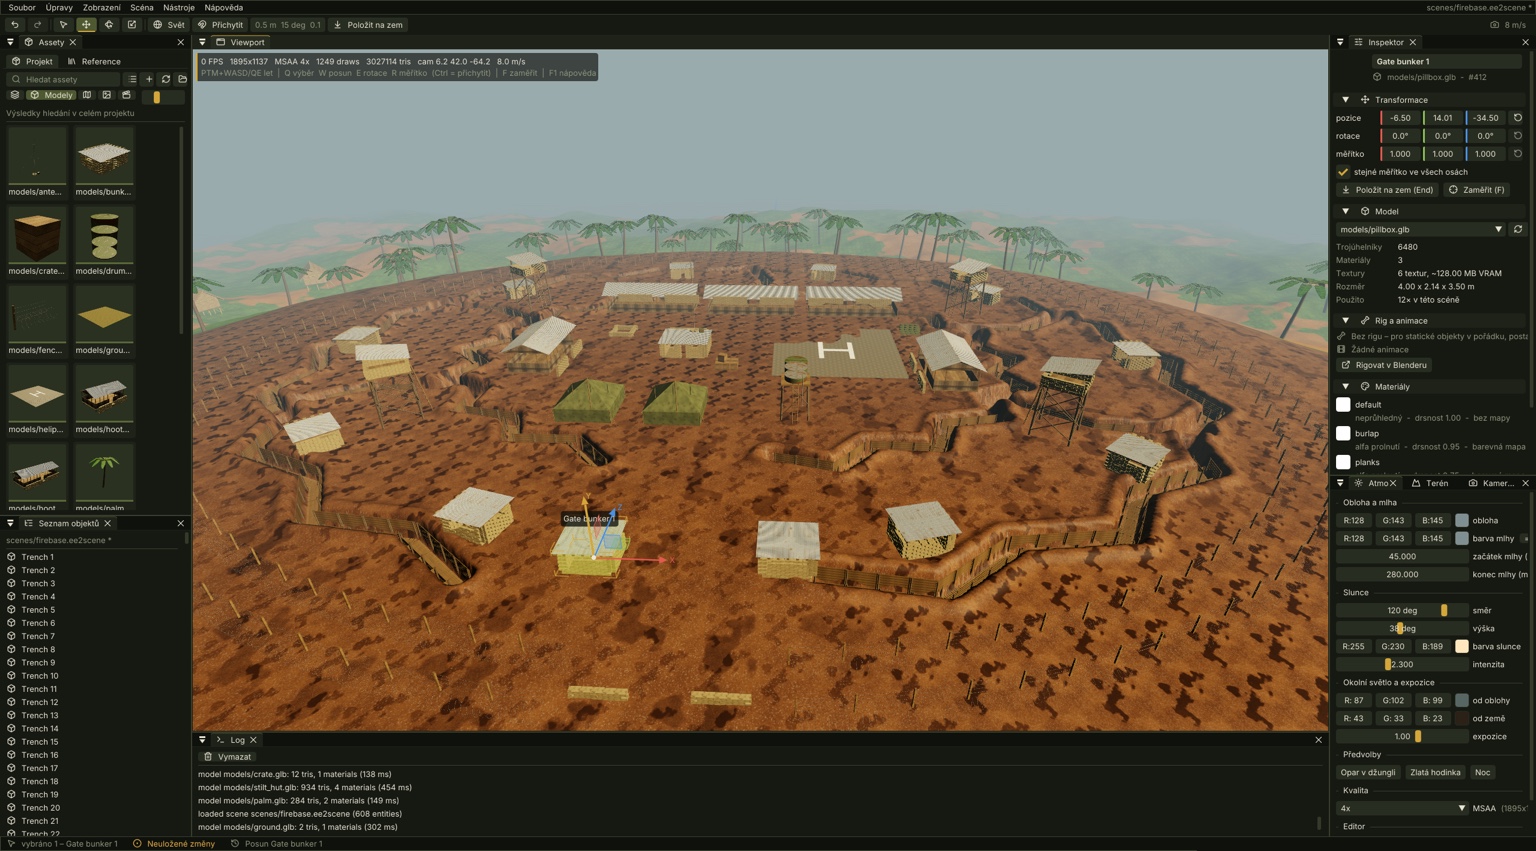 Soubor Úpravy Zobrazení Scéna Nástroje Nápověda
scenes/firebase.ee2scene *
Svět Přichytit 0.5 m 15 deg 0.1 Položit na zem
8 m/s
Assety
Projekt Reference
Hledat assety
Modely
Výsledky hledání v celém projektu
models/ante... models/bunk...
models/crate... models/drum...
models/fenc... models/grou...
models/helip... models/hoot...
models/hoot... models/palm...
Seznam objektů
scenes/firebase.ee2scene *
Trench 1
Trench 2
Trench 3
Trench 4
Trench 5
Trench 6
Trench 7
Trench 8
Trench 9
Trench 10
Trench 11
Trench 12
Trench 13
Trench 14
Trench 15
Trench 16
Trench 17
Trench 18
Trench 19
Trench 20
Trench 21
Trench 22
Viewport
0 FPS 1895x1137 MSAA 4x 1249 draws 3027114 tris cam 6.2 42.0 -64.2 8.0 m/s
PTM+WASD/QE let | Q výběr W posun E rotace R měřítko (Ctrl = přichytit) | F zaměřit | F1 nápověda
H
Gate bunker 1
Log
Vymazat
model models/crate.glb: 12 tris, 1 materials (138 ms)
model models/stilt_hut.glb: 934 tris, 4 materials (454 ms)
model models/palm.glb: 284 tris, 2 materials (149 ms)
loaded scene scenes/firebase.ee2scene (608 entities)
model models/ground.glb: 2 tris, 1 materials (302 ms)
Inspektor
Gate bunker 1
models/pillbox.glb - #412
Transformace
pozice -6.50 14.01 -34.50
rotace 0.0° 0.0° 0.0°
měřítko 1.000 1.000 1.000
stejné měřítko ve všech osách
Položit na zem (End) Zaměřit (F)
Model
models/pillbox.glb
Trojúhelníky 6480
Materiály 3
Textury 6 textur, ~128.00 MB VRAM
Rozměr 4.00 x 2.14 x 3.50 m
Použito 12× v této scéně
Rig a animace
Bez rigu – pro statické objekty v pořádku, posta
Žádné animace
Rigovat v Blenderu
Materiály
default
neprůhledný - drsnost 1.00 - bez mapy
burlap
alfa prolnutí - drsnost 0.95 - barevná mapa
planks
Atmo Terén Kamer...
Obloha a mlha
R:128 G:143 B:145 obloha
R:128 G:143 B:145 barva mlhy
45.000 začátek mlhy (
280.000 konec mlhy (m
Slunce
120 deg směr
38 deg výška
R:255 G:230 B:189 barva slunce
2.300 intenzita
Okolní světlo a expozice
R: 87 G:102 B: 99 od oblohy
R: 43 G: 33 B: 23 od země
1.00 expozice
Předvolby
Opar v džungli Zlatá hodinka Noc
Kvalita
4x MSAA (1895x
Editor
vybráno 1 – Gate bunker 1 Neuložené změny Posun Gate bunker 1